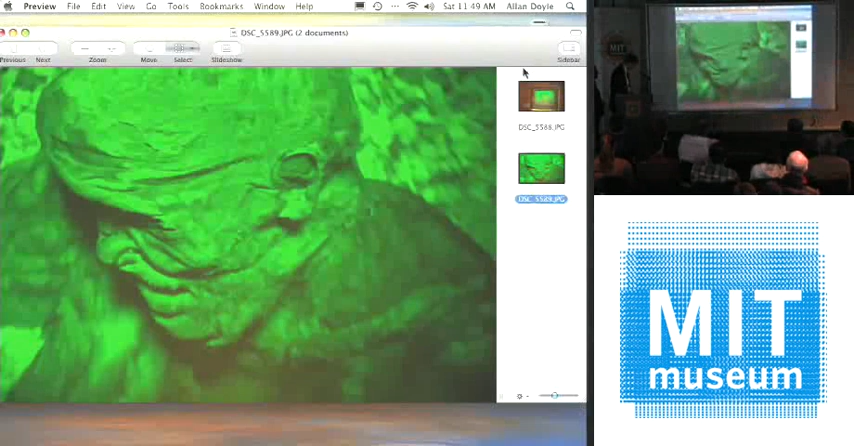 Preview File Edit View Go Tools Bookmarks Window Help Sat 11:49 AM Allan Doyle
DSC_5589.JPG (2 documents)
Previous Next Zoom Move Select Slideshow Sidebar
DSC_5588.JPG
DSC_5589.JPG
MIT
MIT
museum